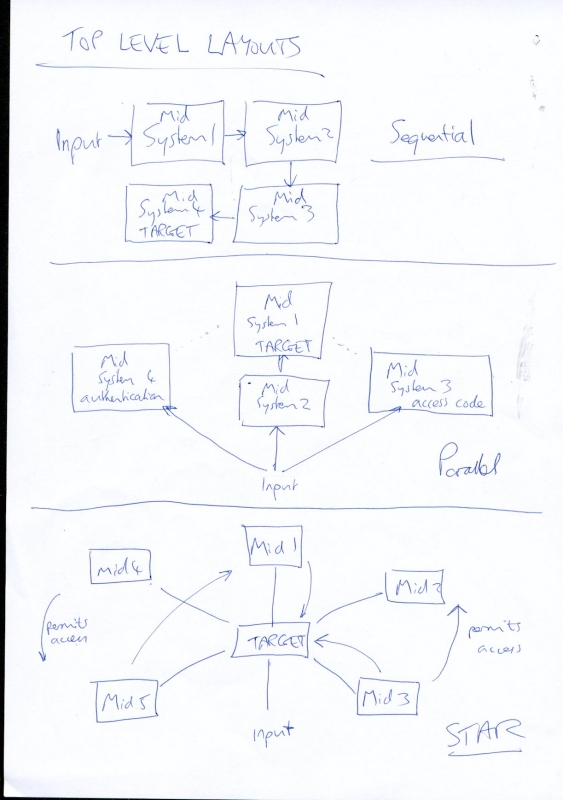 TOP LEVEL LAYOUTS
Input
Mid
System 1
Mid
System 2
Sequential
Mid
System 4
TARGET
Mid
System 3
Mid
System 1
TARGET
Mid
System 4
authentication
Mid
System 2
Mid
System 3
access code
Input
Parallel
Mid 1
Mid 4
Mid 2
permits
access
TARGET
permits
access
Mid 5
Mid 3
Input
STAR